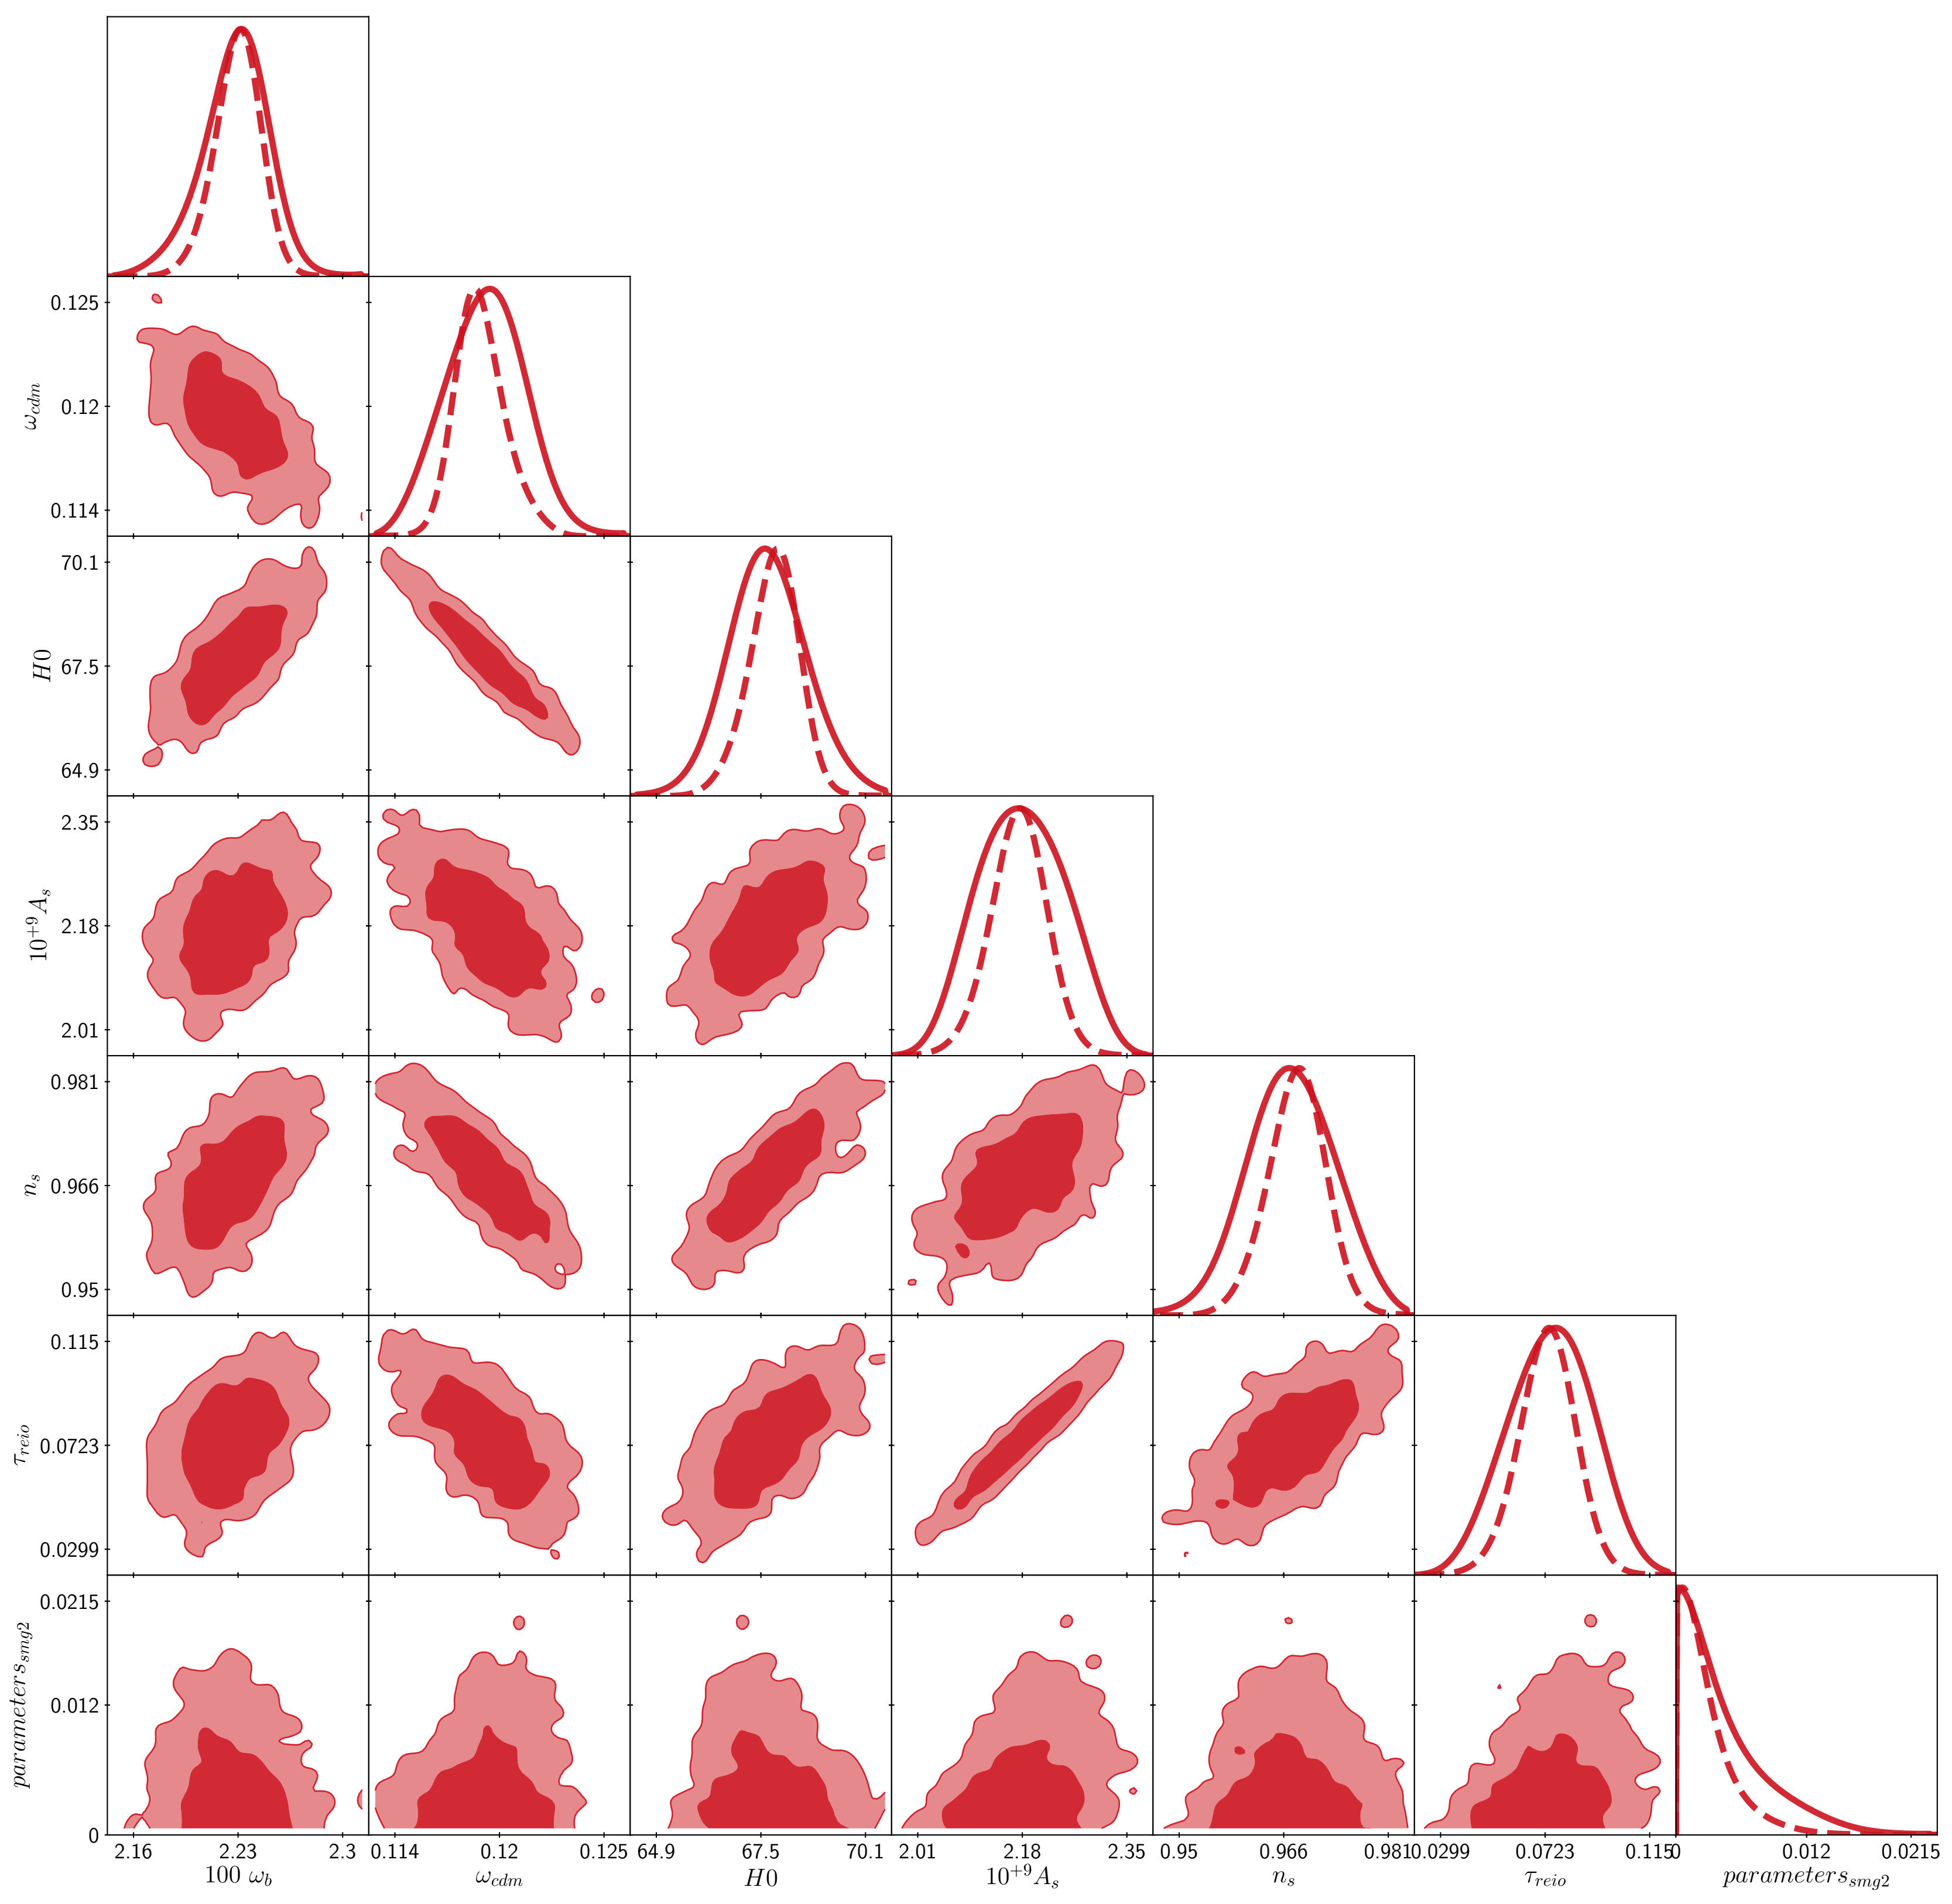 0.125
ω_cdm
0.12
0.114
70.1
H0
67.5
64.9
2.35
10^{+9}A_s
2.18
2.01
0.981
n_s
0.966
0.95
0.115
τ_reio
0.0723
0.0299
0.0215
parameters_smg2
0.012
0
2.16 2.23 2.3 0.114 0.12 0.125 64.9 67.5 70.1 2.01 2.18 2.35 0.95 0.966 0.981 0.0299 0.0723 0.115 0 0.012 0.0215
100 ω_b ω_cdm H0 10^{+9}A_s n_s τ_reio parameters_smg2